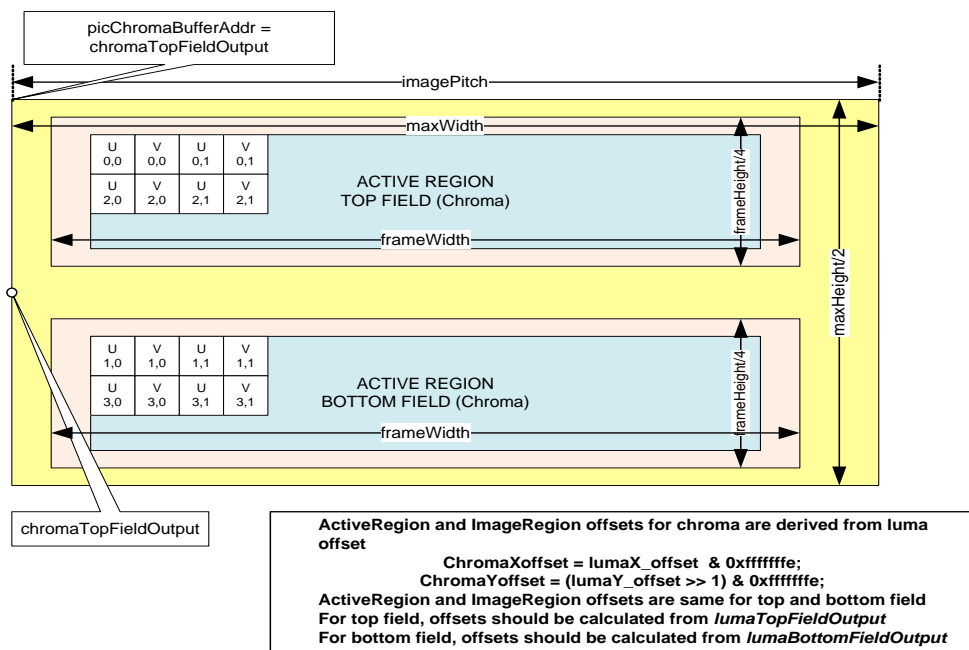 picChromaBufferAddr =
chromaTopFieldOutput
imagePitch
maxWidth
U V U V
0,0 0,0 0,1 0,1
U V U V
2,0 2,0 2,1 2,1
ACTIVE REGION
TOP FIELD (Chroma)
frameWidth
frameHeight/4
maxHeight/2
U V U V
1,0 1,0 1,1 1,1
U V U V
3,0 3,0 3,1 3,1
ACTIVE REGION
BOTTOM FIELD (Chroma)
frameWidth
frameHeight/4
chromaTopFieldOutput
ActiveRegion and ImageRegion offsets for chroma are derived from luma
offset
ChromaXoffset = lumaX_offset & 0xfffffffe;
ChromaYoffset = (lumaY_offset >> 1) & 0xfffffffe;
ActiveRegion and ImageRegion offsets are same for top and bottom field
For top field, offsets should be calculated from lumaTopFieldOutput
For bottom field, offsets should be calculated from lumaBottomFieldOutput